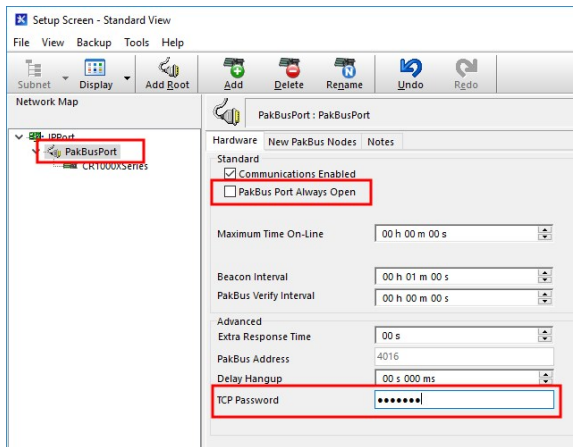 Setup Screen - Standard View
File View Backup Tools Help
Subnet Display Add Root Add Delete Rename Undo Redo
Network Map
IPPort
PakBusPort
CR1000XSeries
PakBusPort : PakBusPort
Hardware New PakBus Nodes Notes
Standard
Communications Enabled
PakBus Port Always Open
Maximum Time On-Line 00 h 00 m 00 s
Beacon Interval 00 h 01 m 00 s
PakBus Verify Interval 00 h 00 m 00 s
Advanced
Extra Response Time 00 s
PakBus Address 4016
Delay Hangup 00 s 000 ms
TCP Password •••••••